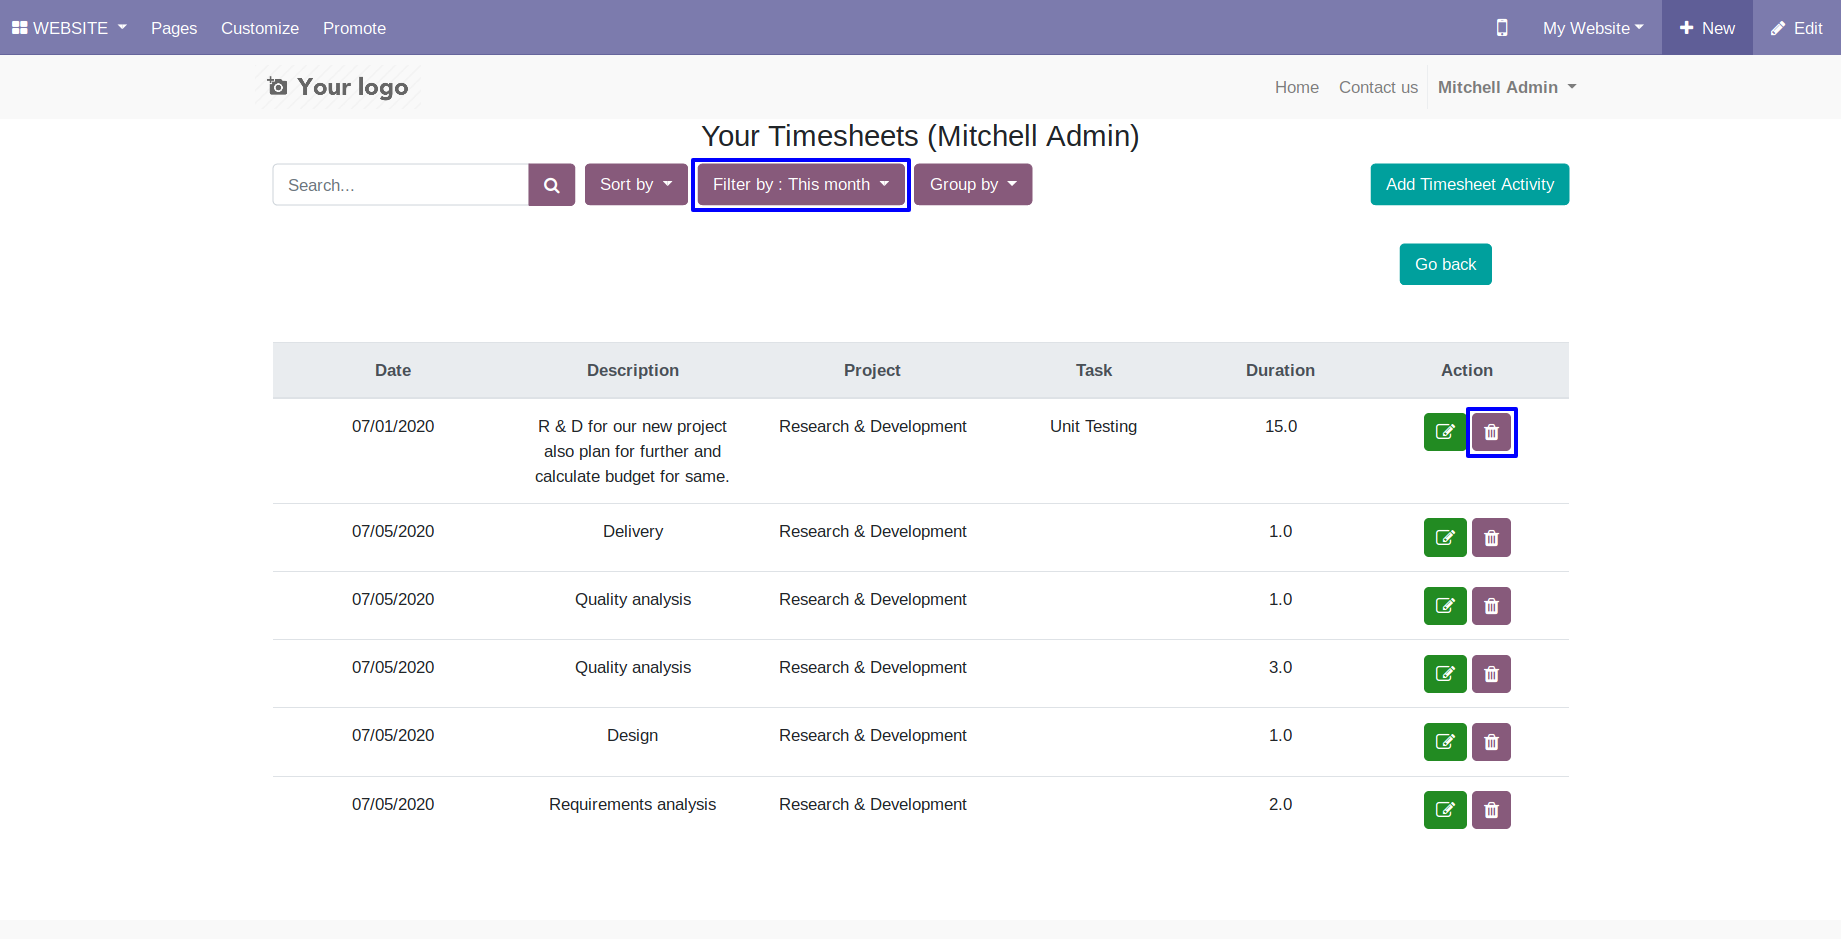 WEBSITE Pages Customize Promote My Website New Edit
Your logo Home Contact us Mitchell Admin
Your Timesheets (Mitchell Admin)
Search... Sort by Filter by : This month Group by Add Timesheet Activity
Go back
Date Description Project Task Duration Action
07/01/2020 R & D for our new project Research & Development Unit Testing 15.0
also plan for further and
calculate budget for same.
07/05/2020 Delivery Research & Development 1.0
07/05/2020 Quality analysis Research & Development 1.0
07/05/2020 Quality analysis Research & Development 3.0
07/05/2020 Design Research & Development 1.0
07/05/2020 Requirements analysis Research & Development 2.0